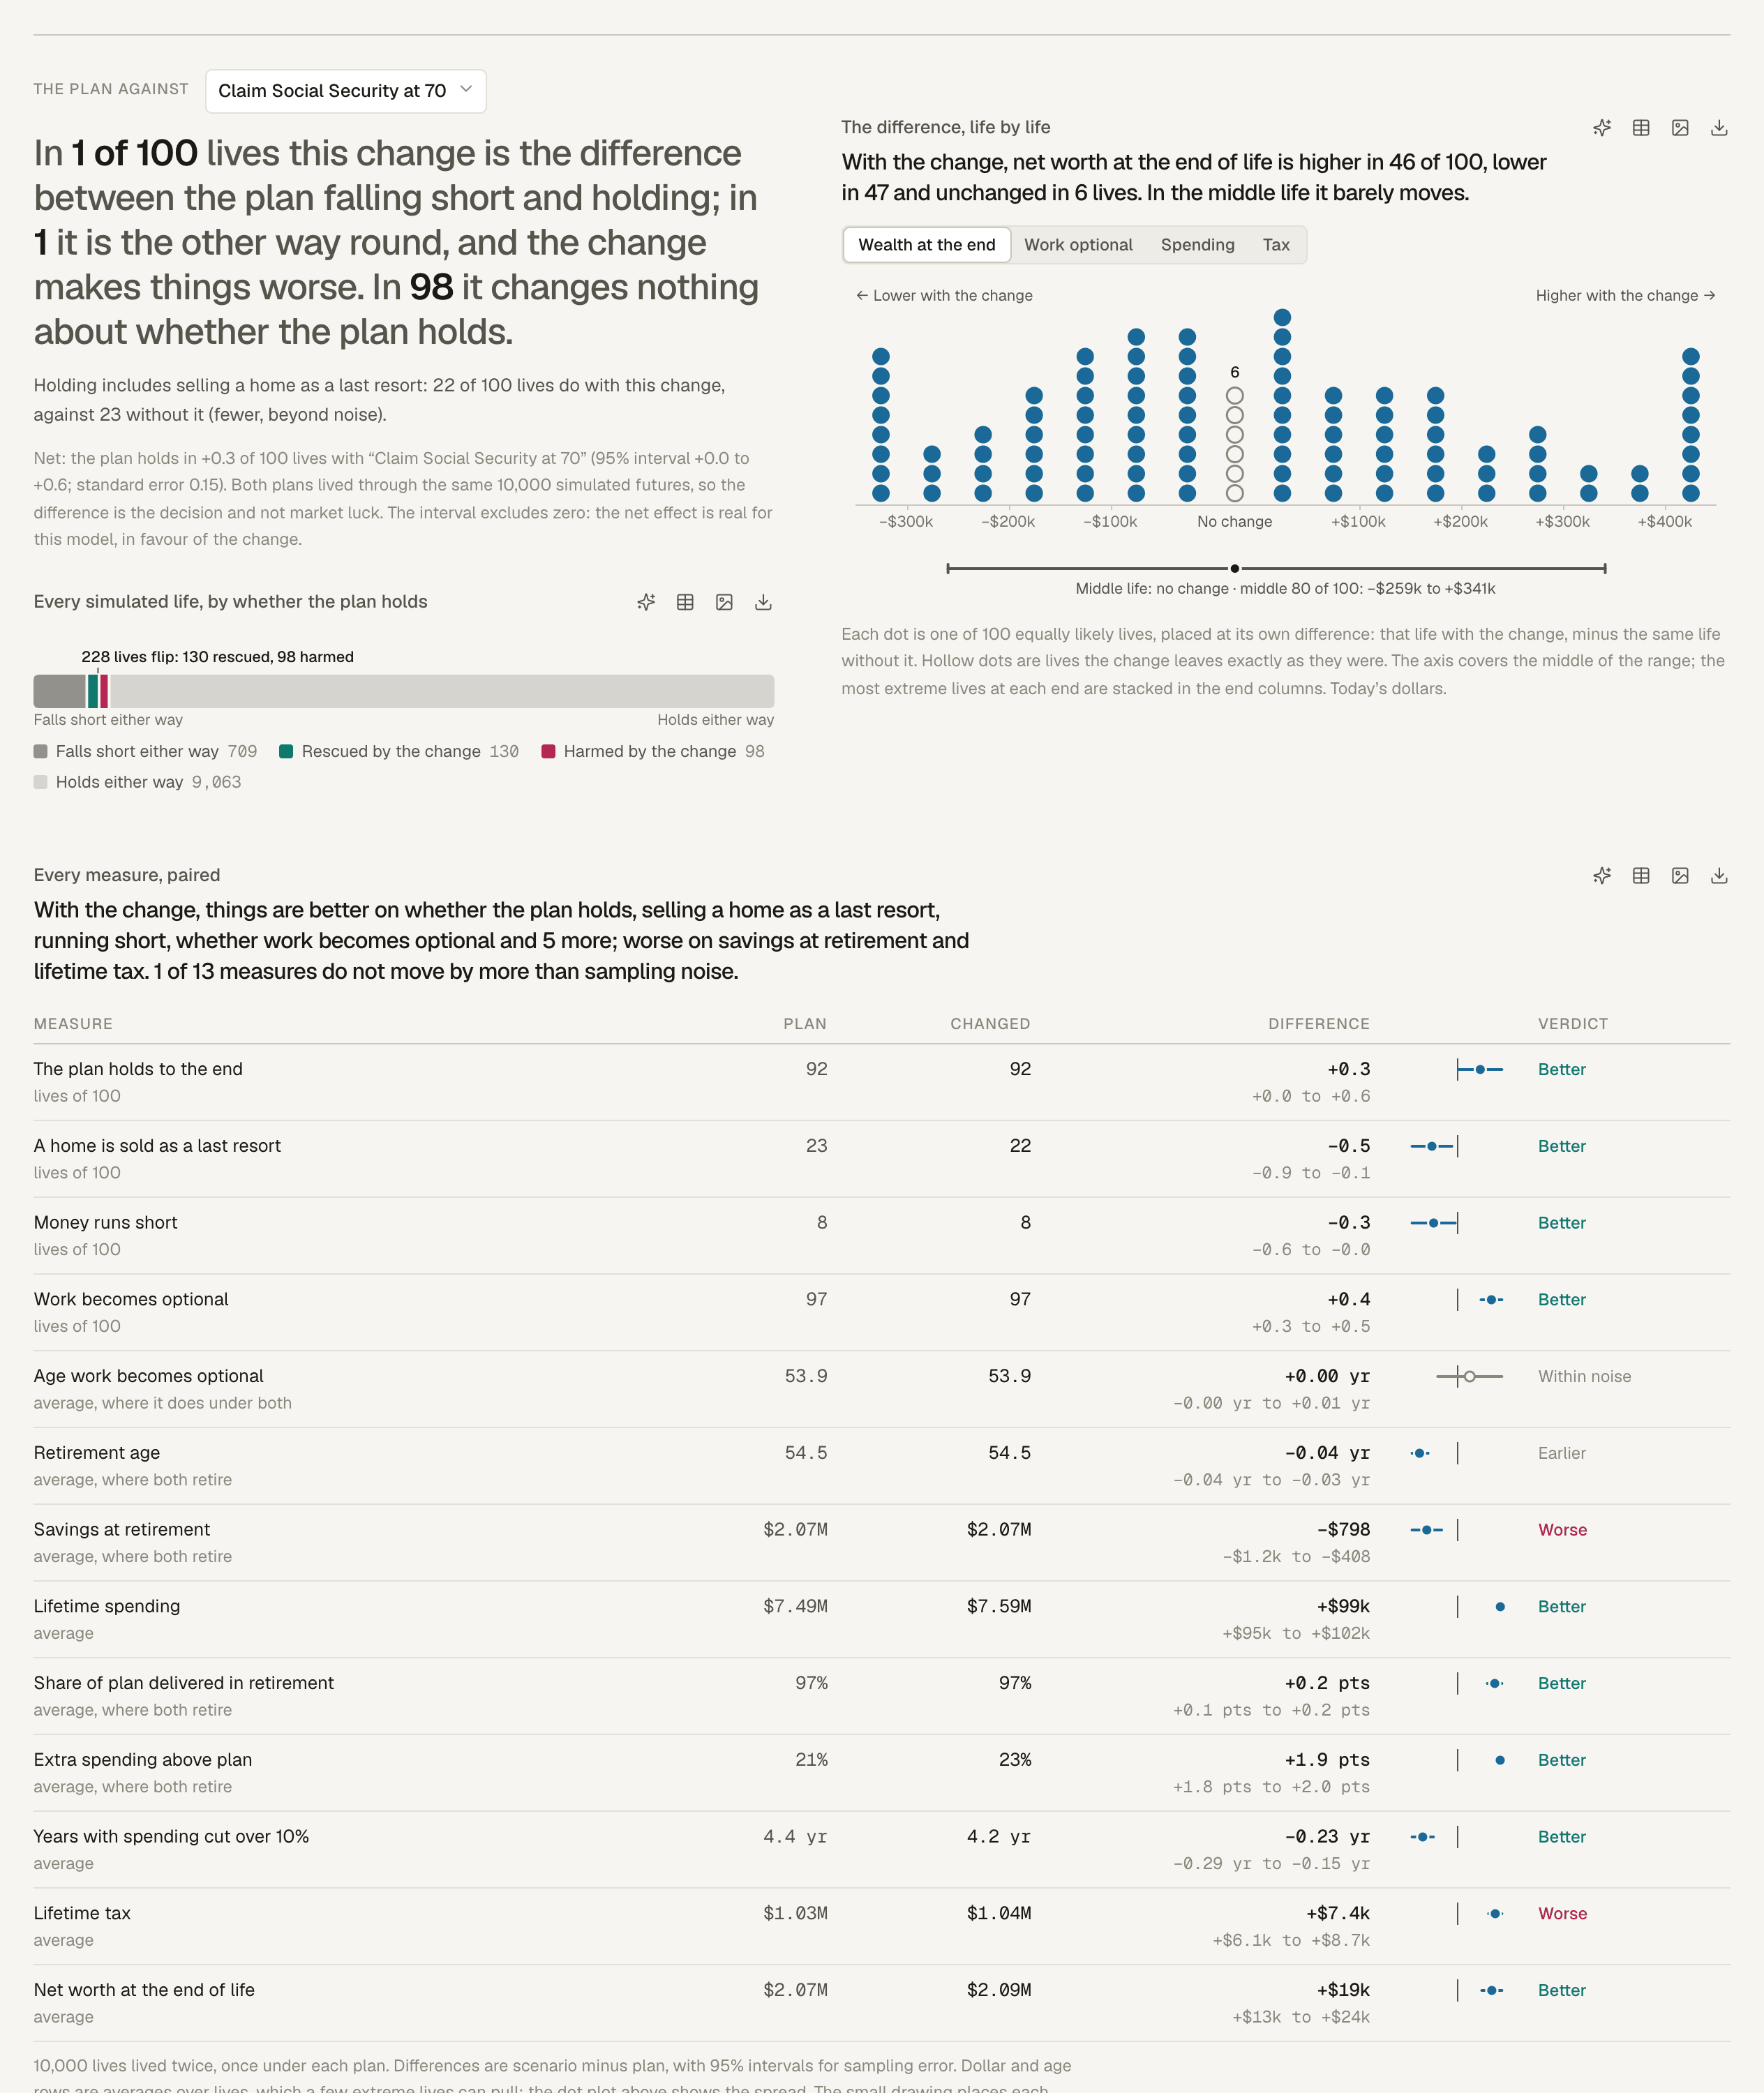 THE PLAN AGAINST
Claim Social Security at 70
In 1 of 100 lives this change is the difference
between the plan falling short and holding; in
1 it is the other way round, and the change
makes things worse. In 98 it changes nothing
about whether the plan holds.
Holding includes selling a home as a last resort: 22 of 100 lives do with this change,
against 23 without it (fewer, beyond noise).
Net: the plan holds in +0.3 of 100 lives with “Claim Social Security at 70” (95% interval +0.0 to
+0.6; standard error 0.15). Both plans lived through the same 10,000 simulated futures, so the
difference is the decision and not market luck. The interval excludes zero: the net effect is real for
this model, in favour of the change.
Every simulated life, by whether the plan holds
228 lives flip: 130 rescued, 98 harmed
Falls short either way
Holds either way
Falls short either way 709
Rescued by the change 130
Harmed by the change 98
Holds either way 9,063
The difference, life by life
With the change, net worth at the end of life is higher in 46 of 100, lower
in 47 and unchanged in 6 lives. In the middle life it barely moves.
Wealth at the end
Work optional
Spending
Tax
← Lower with the change
Higher with the change →
6
−$300k
−$200k
−$100k
No change
+$100k
+$200k
+$300k
+$400k
Middle life: no change · middle 80 of 100: −$259k to +$341k
Each dot is one of 100 equally likely lives, placed at its own difference: that life with the change, minus the same life
without it. Hollow dots are lives the change leaves exactly as they were. The axis covers the middle of the range; the
most extreme lives at each end are stacked in the end columns. Today’s dollars.
Every measure, paired
With the change, things are better on whether the plan holds, selling a home as a last resort,
running short, whether work becomes optional and 5 more; worse on savings at retirement and
lifetime tax. 1 of 13 measures do not move by more than sampling noise.
MEASURE PLAN CHANGED DIFFERENCE VERDICT
The plan holds to the end 92 92 +0.3 Better
lives of 100 +0.0 to +0.6
A home is sold as a last resort 23 22 −0.5 Better
lives of 100 −0.9 to −0.1
Money runs short 8 8 −0.3 Better
lives of 100 −0.6 to −0.0
Work becomes optional 97 97 +0.4 Better
lives of 100 +0.3 to +0.5
Age work becomes optional 53.9 53.9 +0.00 yr Within noise
average, where it does under both −0.00 yr to +0.01 yr
Retirement age 54.5 54.5 −0.04 yr Earlier
average, where both retire −0.04 yr to −0.03 yr
Savings at retirement $2.07M $2.07M −$798 Worse
average, where both retire −$1.2k to −$408
Lifetime spending $7.49M $7.59M +$99k Better
average +$95k to +$102k
Share of plan delivered in retirement 97% 97% +0.2 pts Better
average, where both retire +0.1 pts to +0.2 pts
Extra spending above plan 21% 23% +1.9 pts Better
average, where both retire +1.8 pts to +2.0 pts
Years with spending cut over 10% 4.4 yr 4.2 yr −0.23 yr Better
average −0.29 yr to −0.15 yr
Lifetime tax $1.03M $1.04M +$7.4k Worse
average +$6.1k to +$8.7k
Net worth at the end of life $2.07M $2.09M +$19k Better
average +$13k to +$24k
10,000 lives lived twice, once under each plan. Differences are scenario minus plan, with 95% intervals for sampling error. Dollar and age
rows are averages over lives, which a few extreme lives can pull; the dot plot above shows the spread. The small drawing places each